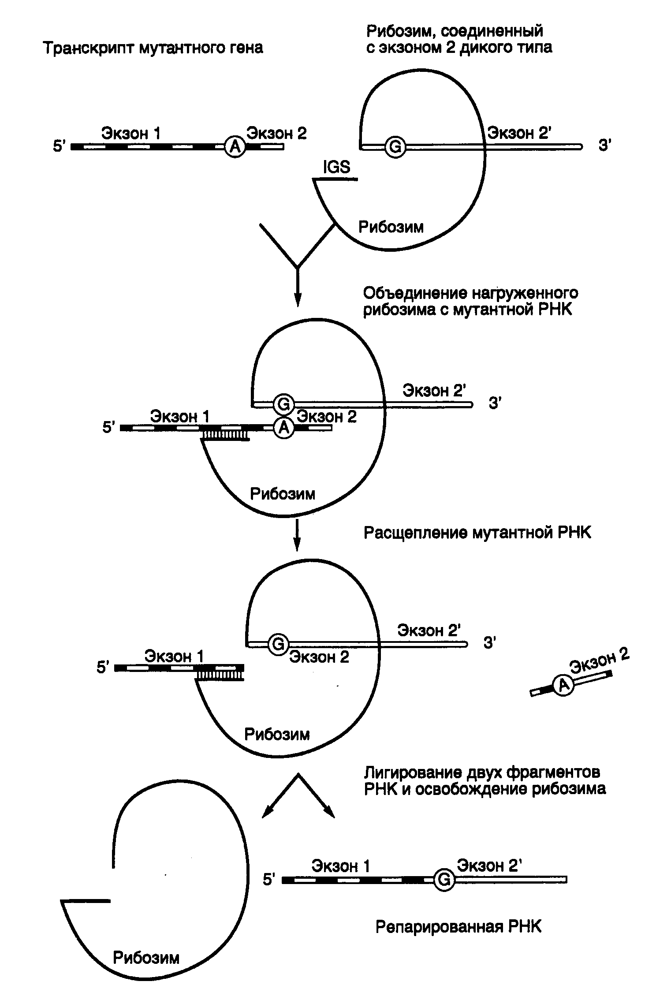 Транскрипт мутантного гена
Рибозим, соединенный
с экзоном 2 дикого типа
5' Экзон 1 A Экзон 2
G Экзон 2' 3'
IGS
Рибозим
Объединение нагруженного
рибозима с мутантной РНК
G Экзон 2' 3'
5' Экзон 1 A Экзон 2
Рибозим
Расщепление мутантной РНК
G Экзон 2' 3'
5' Экзон 1 Экзон 2
A Экзон 2
Рибозим
Лигирование двух фрагментов
РНК и освобождение рибозима
5' Экзон 1 G Экзон 2'
Репарированная РНК
Рибозим